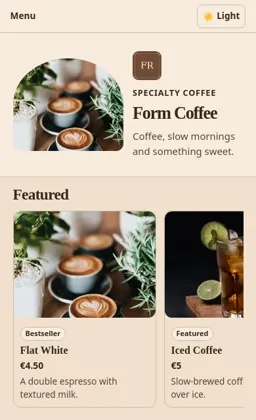 Menu
☀️ Light
FR
SPECIALTY COFFEE
Form Coffee
Coffee, slow mornings
and something sweet.
Featured
Bestseller
Flat White
€4.50
A double espresso with
textured milk.
Featured
Iced Coffee
€5
Slow-brewed coff
over ice.